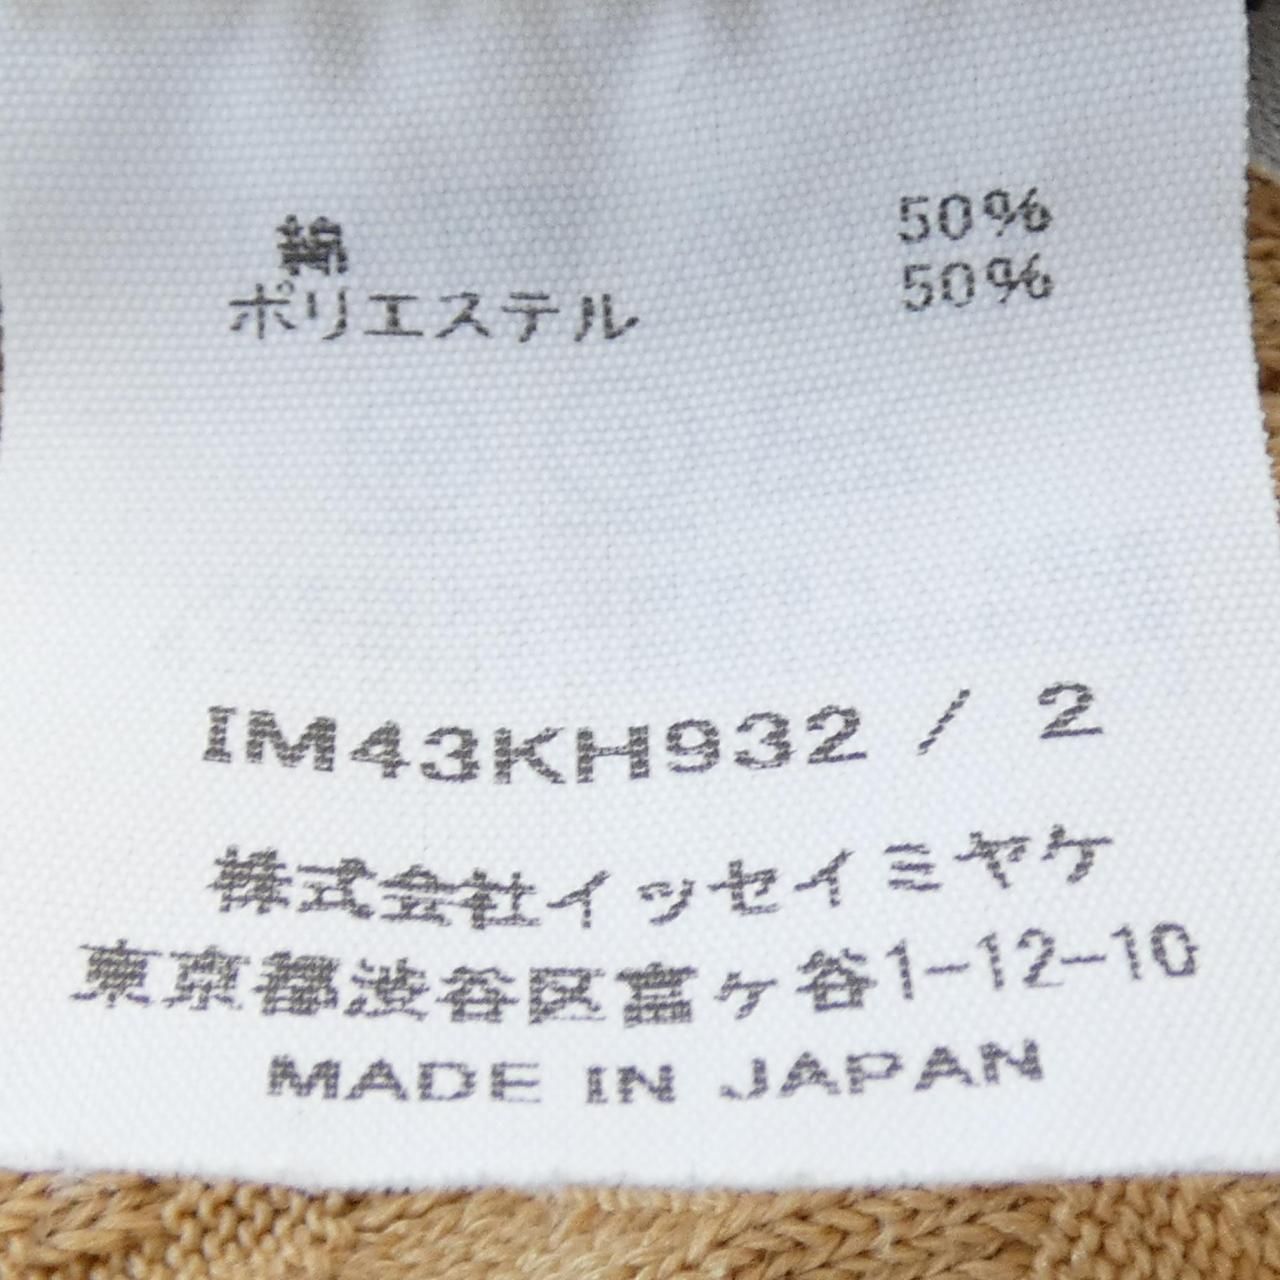 綿 50%
ポリエステル 50%
IM43KH932 / 2
株式会社イッセイミヤケ
東京都渋谷区富ヶ谷1-12-10
MADE IN JAPAN